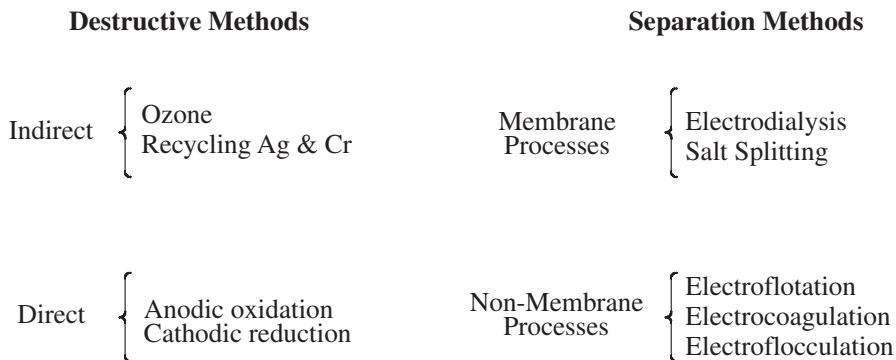 Destructive Methods
Separation Methods
Indirect
Ozone
Recycling Ag & Cr
Membrane
Processes
Electrodialysis
Salt Splitting
Direct
Anodic oxidation
Cathodic reduction
Non-Membrane
Processes
Electroflotation
Electrocoagulation
Electroflocculation